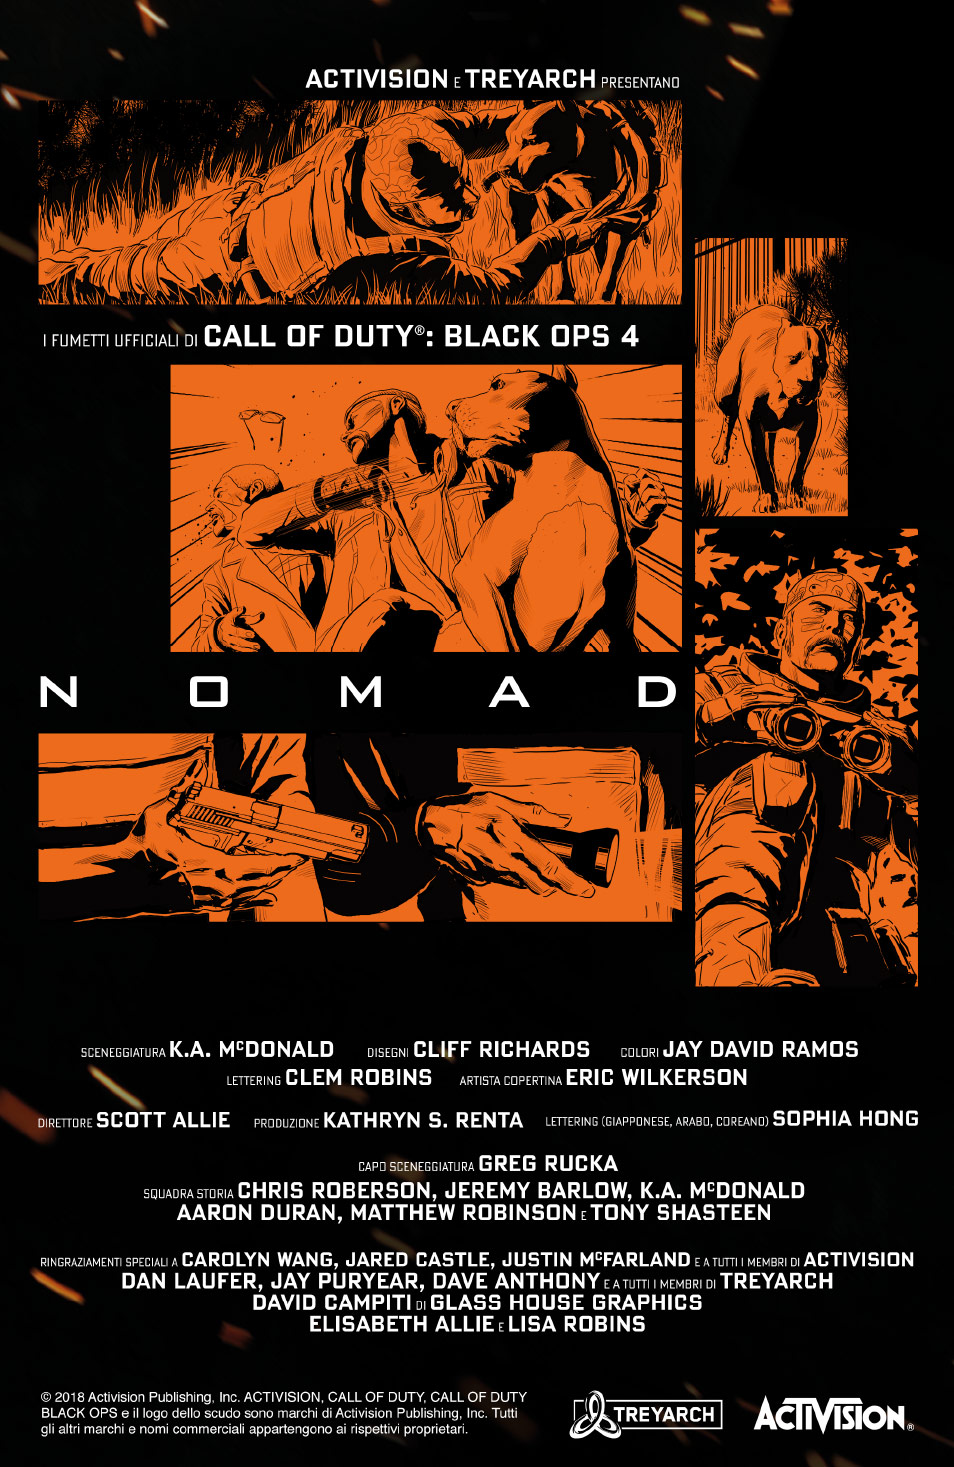 ACTIVISION E TREYARCH PRESENTANO
I FUMETTI UFFICIALI DI CALL OF DUTY®: BLACK OPS 4
NOMAD
SCENEGGIATURA K.A. McDONALD DISEGNI CLIFF RICHARDS COLORI JAY DAVID RAMOS
LETTERING CLEM ROBINS ARTISTA COPERTINA ERIC WILKERSON
DIRETTORE SCOTT ALLIE PRODUZIONE KATHRYN S. RENTA LETTERING (GIAPPONESE, ARABO, COREANO) SOPHIA HONG
CAPO SCENEGGIATURA GREG RUCKA
SQUADRA STORIA CHRIS ROBERSON, JEREMY BARLOW, K.A. McDONALD
AARON DURAN, MATTHEW ROBINSON E TONY SHASTEEN
RINGRAZIAMENTI SPECIALI A CAROLYN WANG, JARED CASTLE, JUSTIN McFARLAND E A TUTTI I MEMBRI DI ACTIVISION
DAN LAUFER, JAY PURYEAR, DAVE ANTHONY E A TUTTI I MEMBRI DI TREYARCH
DAVID CAMPITI DI GLASS HOUSE GRAPHICS
ELISABETH ALLIE E LISA ROBINS
© 2018 Activision Publishing, Inc. ACTIVISION, CALL OF DUTY, CALL OF DUTY
BLACK OPS e il logo dello scudo sono marchi di Activision Publishing, Inc. Tutti
gli altri marchi e nomi commerciali appartengono ai rispettivi proprietari.
TREYARCH
ACTIVISION®